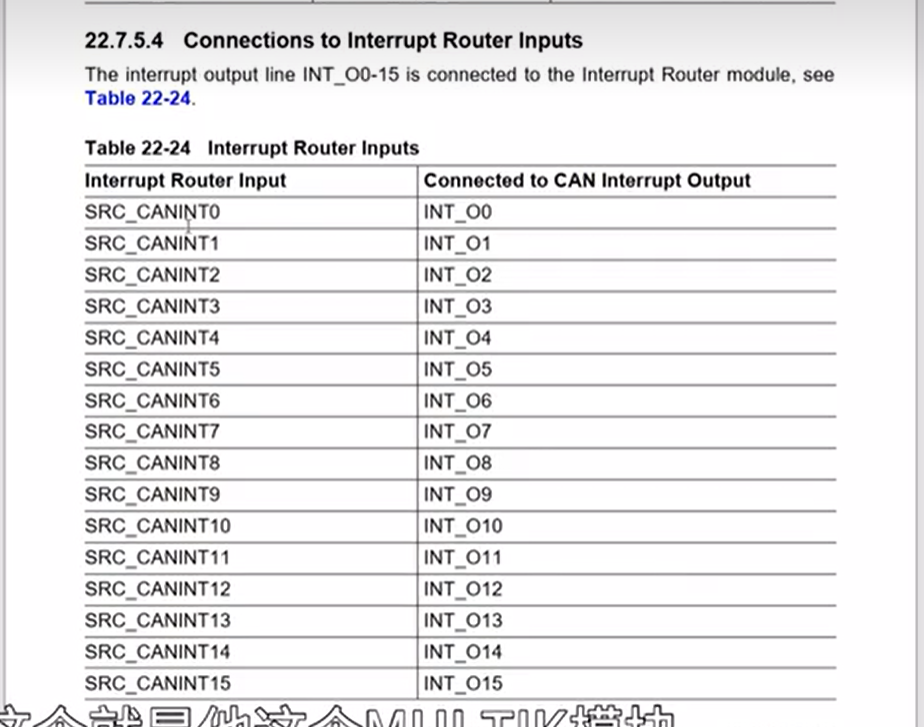 22.7.5.4 Connections to Interrupt Router Inputs
The interrupt output line INT_O0-15 is connected to the Interrupt Router module, see
Table 22-24.
Table 22-24 Interrupt Router Inputs
Interrupt Router Input Connected to CAN Interrupt Output
SRC_CANINT0 INT_O0
SRC_CANINT1 INT_O1
SRC_CANINT2 INT_O2
SRC_CANINT3 INT_O3
SRC_CANINT4 INT_O4
SRC_CANINT5 INT_O5
SRC_CANINT6 INT_O6
SRC_CANINT7 INT_O7
SRC_CANINT8 INT_O8
SRC_CANINT9 INT_O9
SRC_CANINT10 INT_O10
SRC_CANINT11 INT_O11
SRC_CANINT12 INT_O12
SRC_CANINT13 INT_O13
SRC_CANINT14 INT_O14
SRC_CANINT15 INT_O15